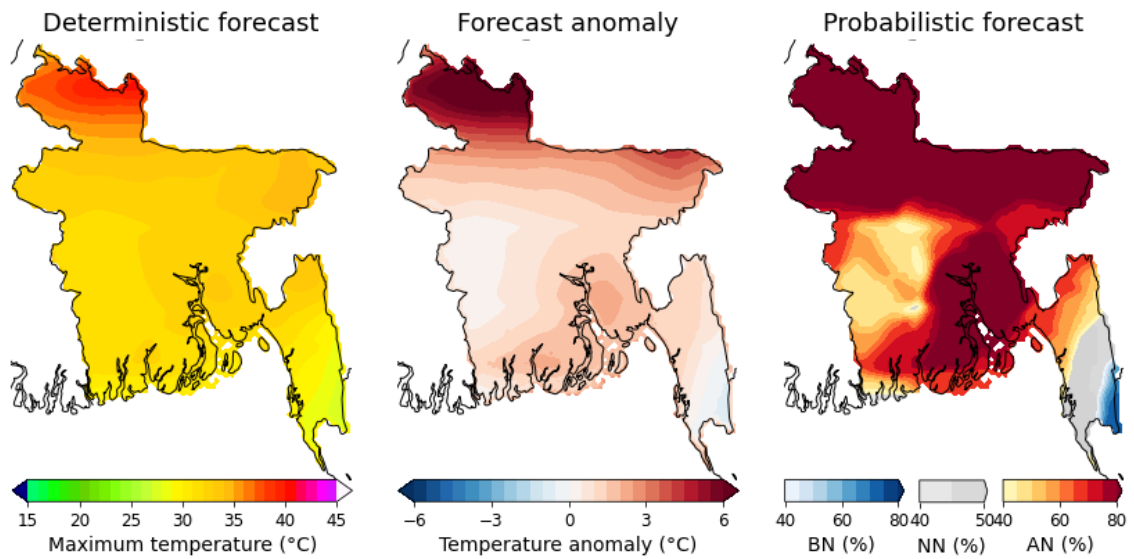 Deterministic forecast
Forecast anomaly
Probabilistic forecast
15 20 25 30 35 40 45
Maximum temperature (°C)
−6 −3 0 3 6
Temperature anomaly (°C)
40 60 80
BN (%)
40 50
NN (%)
40 60 80
AN (%)